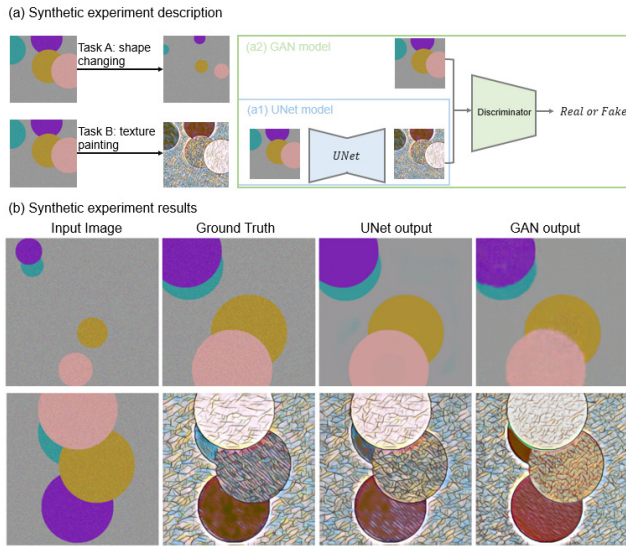 (a) Synthetic experiment description
Task A: shape
changing
Task B: texture
painting
(a2) GAN model
(a1) UNet model
UNet
Discriminator
Real or Fake
(b) Synthetic experiment results
Input Image
Ground Truth
UNet output
GAN output